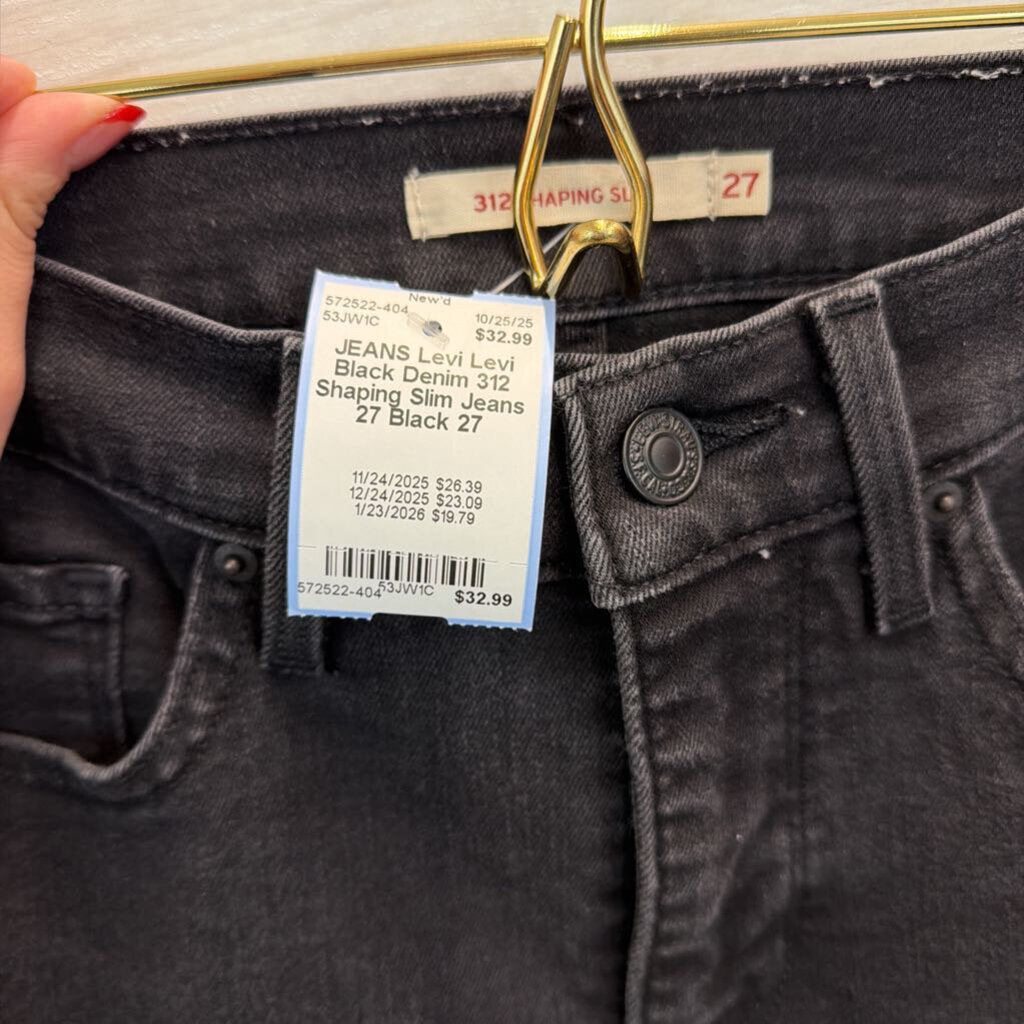 312 HAPING SL
27
New'd
572522-404
53JW1C
10/25/25
$32.99
JEANS Levi Levi
Black Denim 312
Shaping Slim Jeans
27 Black 27
11/24/2025 $26.39
12/24/2025 $23.09
1/23/2026 $19.79
572522-404 53JW1C $32.99